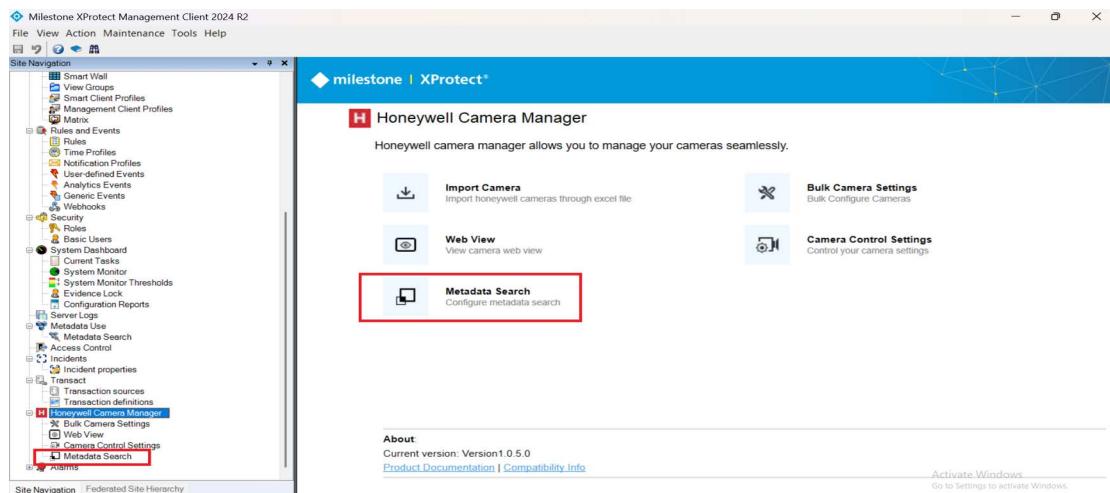 Milestone XProtect Management Client 2024 R2
File View Action Maintenance Tools Help
Site Navigation
Smart Wall
View Groups
Smart Client Profiles
Management Client Profiles
Matrix
Rules and Events
Rules
Time Profiles
Notification Profiles
User-defined Events
Analytics Events
Generic Events
Webhooks
Security
Roles
Basic Users
System Dashboard
Current Tasks
System Monitor
System Monitor Thresholds
Evidence Lock
Configuration Reports
Server Logs
Metadata Use
Metadata Search
Access Control
Incidents
Incident properties
Transact
Transaction sources
Transaction definitions
H Honeywell Camera Manager
Bulk Camera Settings
Web View
Camera Control Settings
Metadata Search
Alarms
Site Navigation Federated Site Hierarchy
milestone | XProtect®
H Honeywell Camera Manager
Honeywell camera manager allows you to manage your cameras seamlessly.
Import Camera
Import honeywell cameras through excel file
Bulk Camera Settings
Bulk Configure Cameras
Web View
View camera web view
Camera Control Settings
Control your camera settings
Metadata Search
Configure metadata search
About:
Current version: Version1.0.5.0
Product Documentation | Compatibility Info
Activate Windows
Go to Settings to activate Windows.